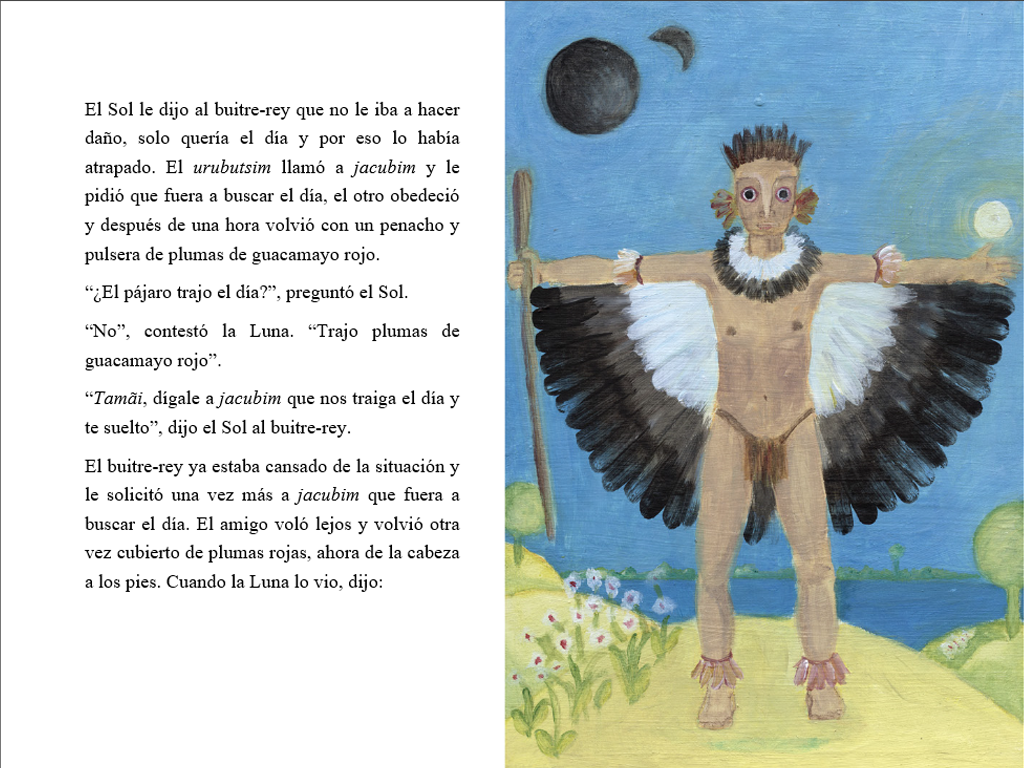 El Sol le dijo al buitre-rey que no le iba a hacer
daño, solo quería el día y por eso lo había
atrapado. El urubutsim llamó a jacubim y le
pidió que fuera a buscar el día, el otro obedeció
y después de una hora volvió con un penacho y
pulsera de plumas de guacamayo rojo.
“¿El pájaro trajo el día?”, preguntó el Sol.
“No”, contestó la Luna. “Trajo plumas de
guacamayo rojo”.
“Tamãi, dígale a jacubim que nos traiga el día y
te suelto”, dijo el Sol al buitre-rey.
El buitre-rey ya estaba cansado de la situación y
le solicitó una vez más a jacubim que fuera a
buscar el día. El amigo voló lejos y volvió otra
vez cubierto de plumas rojas, ahora de la cabeza
a los pies. Cuando la Luna lo vio, dijo: